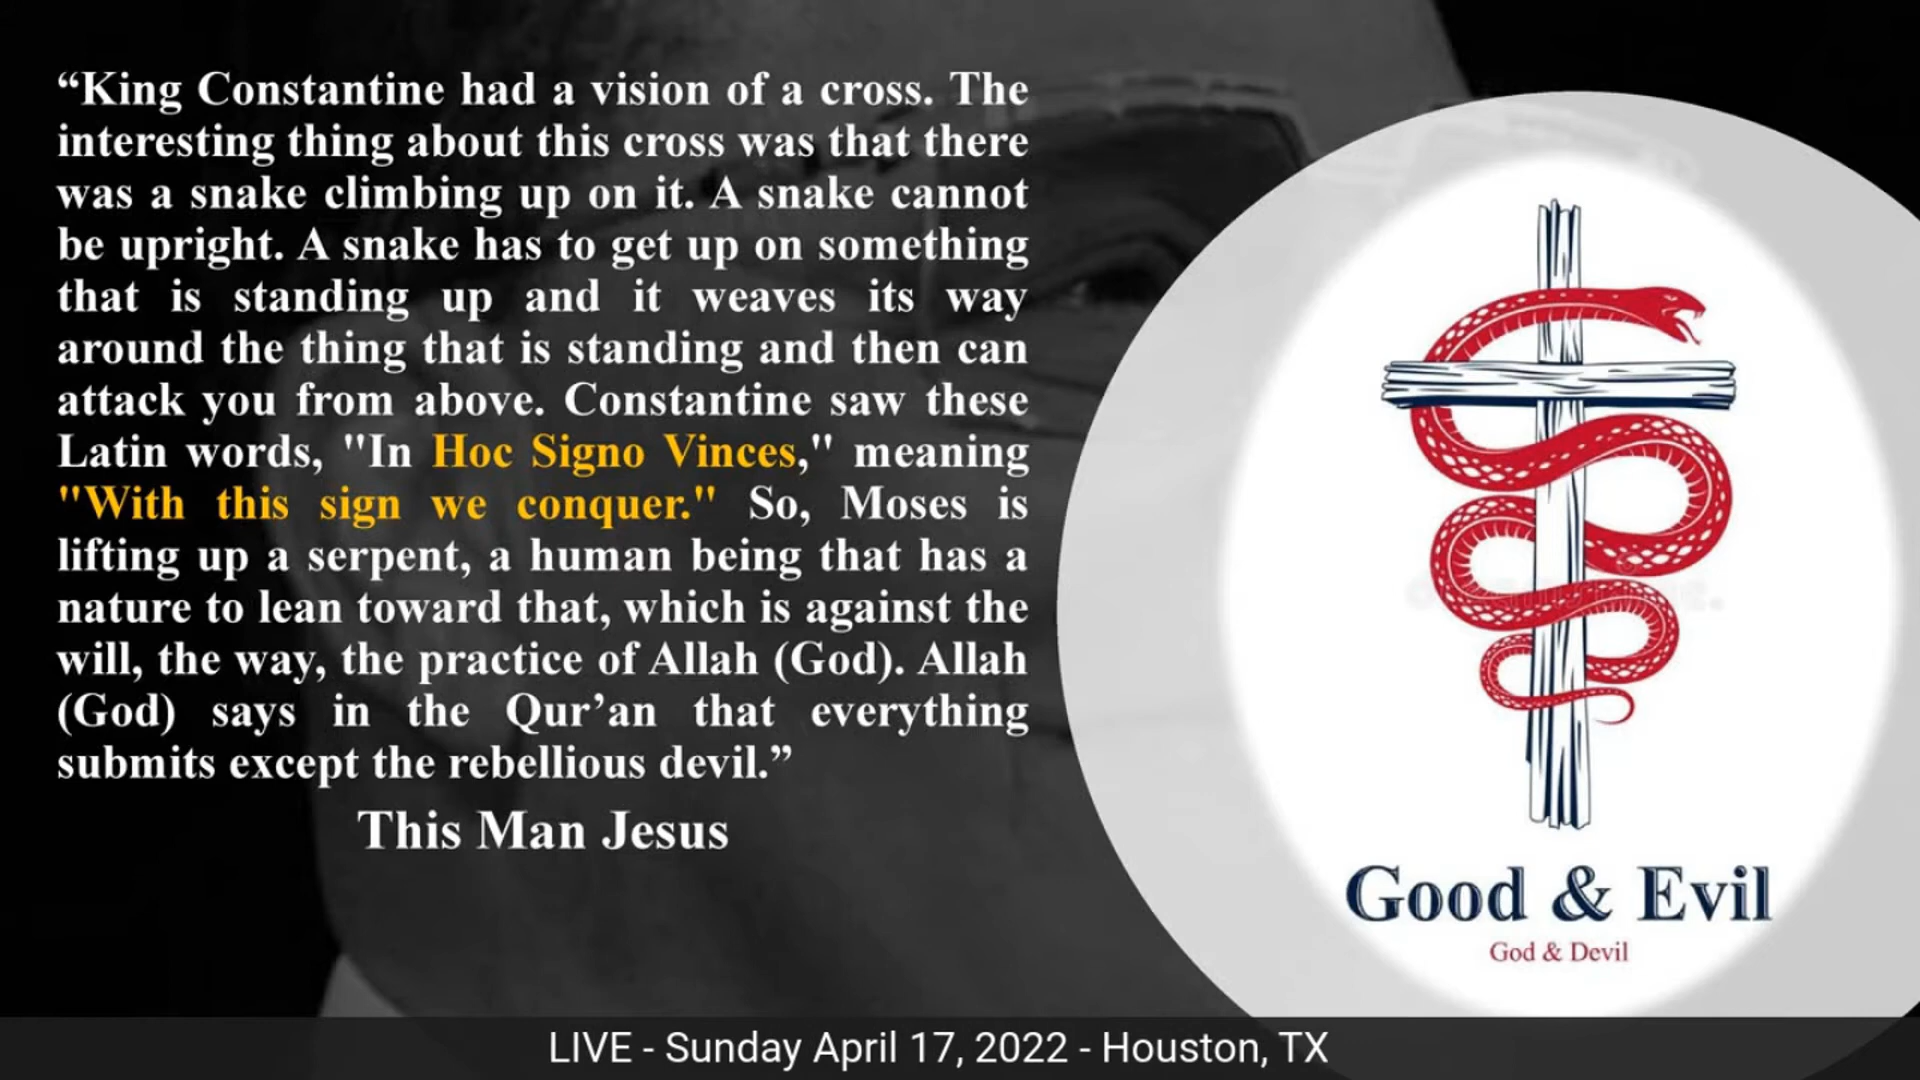 “King Constantine had a vision of a cross. The
interesting thing about this cross was that there
was a snake climbing up on it. A snake cannot
be upright. A snake has to get up on something
that is standing up and it weaves its way
around the thing that is standing and then can
attack you from above. Constantine saw these
Latin words, "In Hoc Signo Vinces," meaning
"With this sign we conquer." So, Moses is
lifting up a serpent, a human being that has a
nature to lean toward that, which is against the
will, the way, the practice of Allah (God). Allah
(God) says in the Qur’an that everything
submits except the rebellious devil.”
This Man Jesus
Good & Evil
God & Devil
LIVE - Sunday April 17, 2022 - Houston, TX